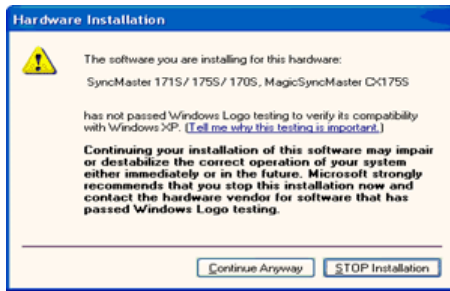 Hardware Installation
The software you are installing for this hardware:
SyncMaster 171S/ 175S/ 170S, MagicSyncMaster CX175S
has not passed Windows Logo testing to verify its compatibility
with Windows XP. (Tell me why this testing is important.)
Continuing your installation of this software may impair
or destabilize the correct operation of your system
either immediately or in the future. Microsoft strongly
recommends that you stop this installation now and
contact the hardware vendor for software that has
passed Windows Logo testing.
Continue Anyway STOP Installation